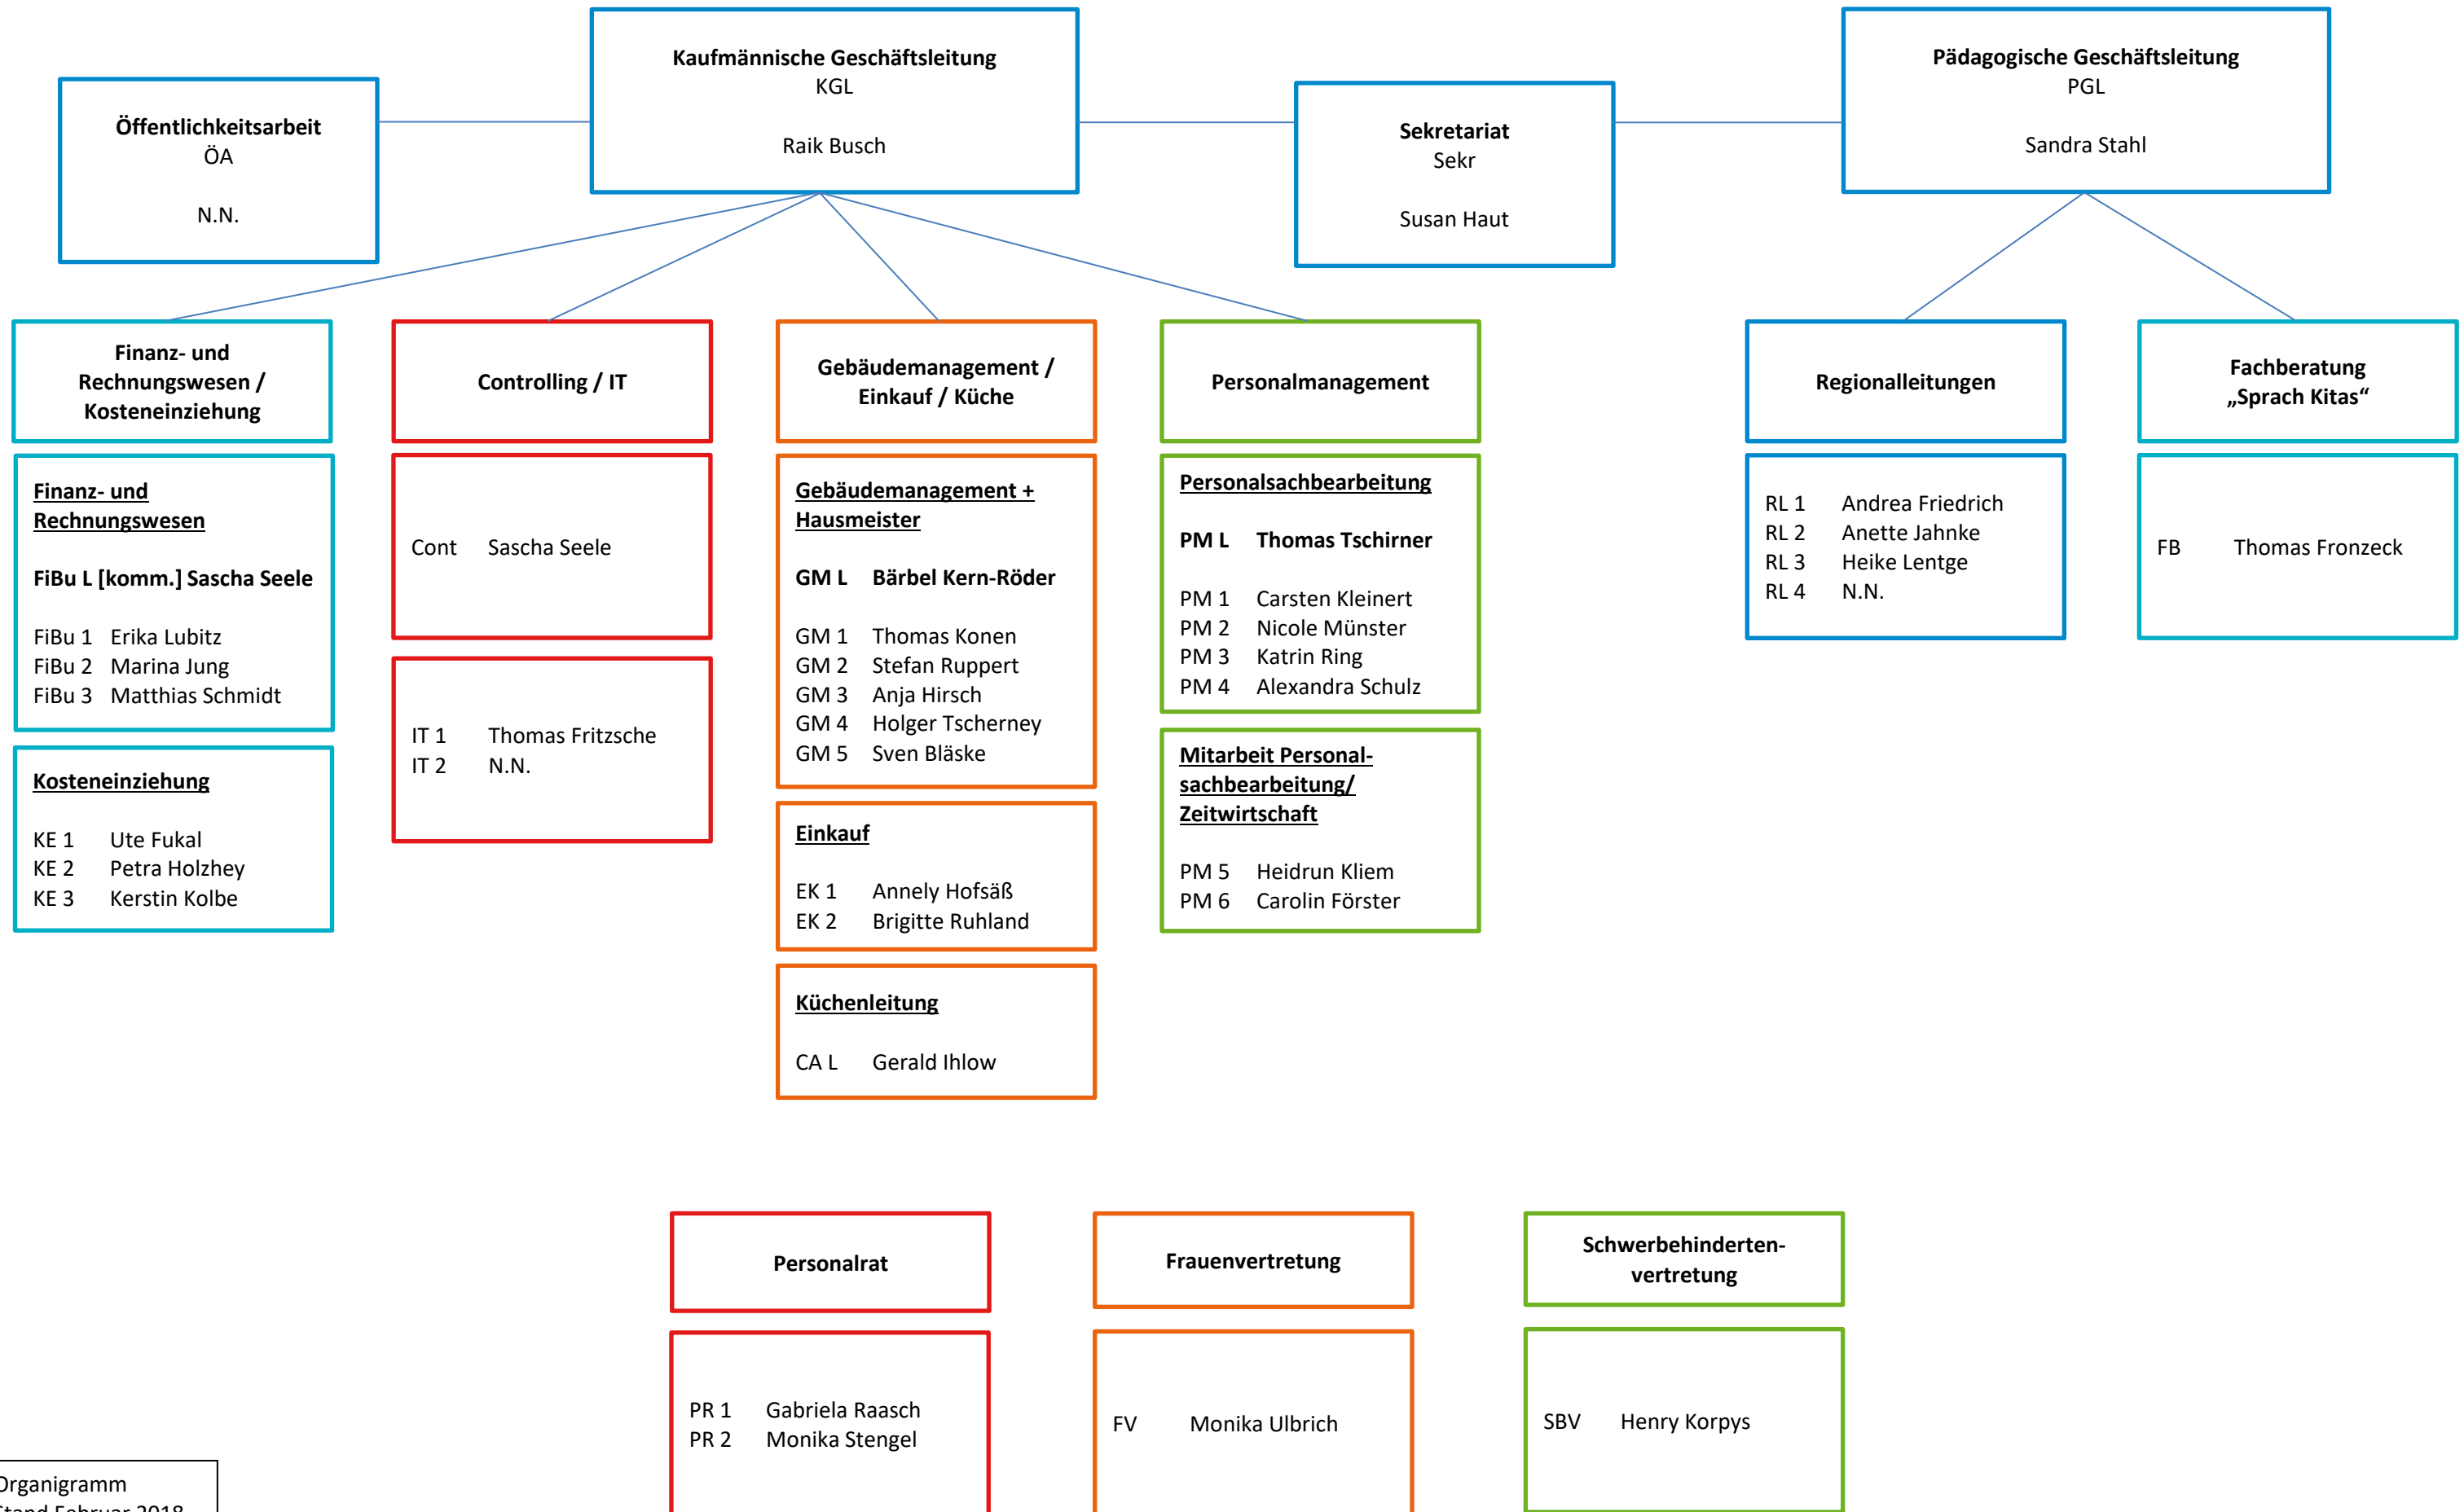 Kaufmännische Geschäftsleitung
KGL
Raik Busch
Pädagogische Geschäftsleitung
PGL
Sandra Stahl
Öffentlichkeitsarbeit
ÖA
N.N.
Sekretariat
Sekr
Susan Haut
Finanz- und
Rechnungswesen /
Kosteneinziehung
Controlling / IT
Gebäudemanagement /
Einkauf / Küche
Personalmanagement
Regionalleitungen
Fachberatung
„Sprach Kitas“
Finanz- und
Rechnungswesen
FiBu L [komm.] Sascha Seele
FiBu 1 Erika Lubitz
FiBu 2 Marina Jung
FiBu 3 Matthias Schmidt
Kosteneinziehung
KE 1 Ute Fukal
KE 2 Petra Holzhey
KE 3 Kerstin Kolbe
Cont Sascha Seele
IT 1 Thomas Fritzsche
IT 2 N.N.
Gebäudemanagement +
Hausmeister
GM L Bärbel Kern-Röder
GM 1 Thomas Konen
GM 2 Stefan Ruppert
GM 3 Anja Hirsch
GM 4 Holger Tscherney
GM 5 Sven Bläske
Einkauf
EK 1 Annely Hofsäß
EK 2 Brigitte Ruhland
Küchenleitung
CA L Gerald Ihlow
Personalsachbearbeitung
PM L Thomas Tschirner
PM 1 Carsten Kleinert
PM 2 Nicole Münster
PM 3 Katrin Ring
PM 4 Alexandra Schulz
Mitarbeit Personal-
sachbearbeitung/
Zeitwirtschaft
PM 5 Heidrun Kliem
PM 6 Carolin Förster
RL 1 Andrea Friedrich
RL 2 Anette Jahnke
RL 3 Heike Lentge
RL 4 N.N.
FB Thomas Fronzeck
Personalrat
Frauenvertretung
Schwerbehinderten-
vertretung
PR 1 Gabriela Raasch
PR 2 Monika Stengel
FV Monika Ulbrich
SBV Henry Korpys
Organigramm
Stand Februar 2018